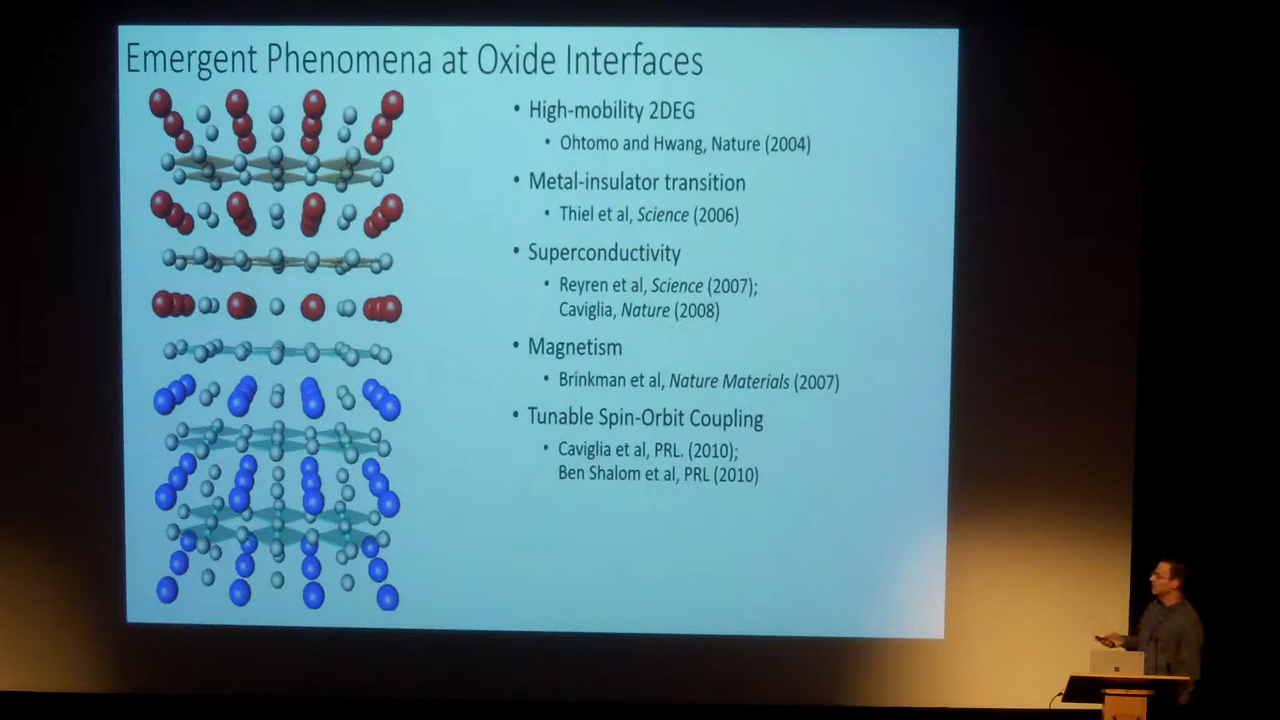 Emergent Phenomena at Oxide Interfaces
• High-mobility 2DEG
• Ohtomo and Hwang, Nature (2004)
• Metal-insulator transition
• Thiel et al, Science (2006)
• Superconductivity
• Reyren et al, Science (2007);
Caviglia, Nature (2008)
• Magnetism
• Brinkman et al, Nature Materials (2007)
• Tunable Spin-Orbit Coupling
• Caviglia et al, PRL. (2010);
Ben Shalom et al, PRL (2010)